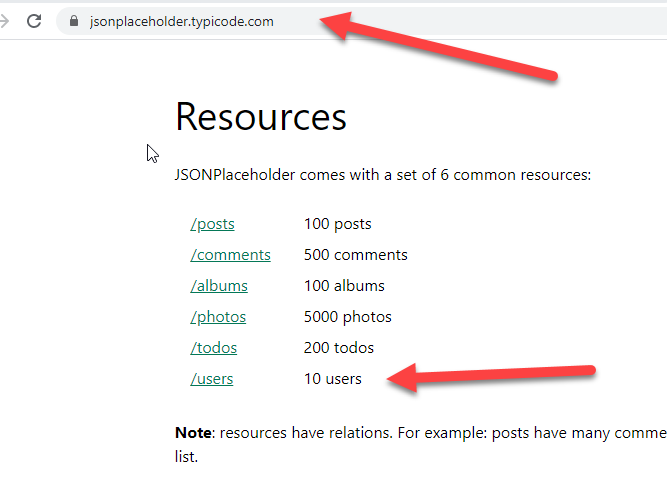 jsonplaceholder.typicode.com
Resources
JSONPlaceholder comes with a set of 6 common resources:
/posts 100 posts
/comments 500 comments
/albums 100 albums
/photos 5000 photos
/todos 200 todos
/users 10 users
Note: resources have relations. For example: posts have many comme
list.